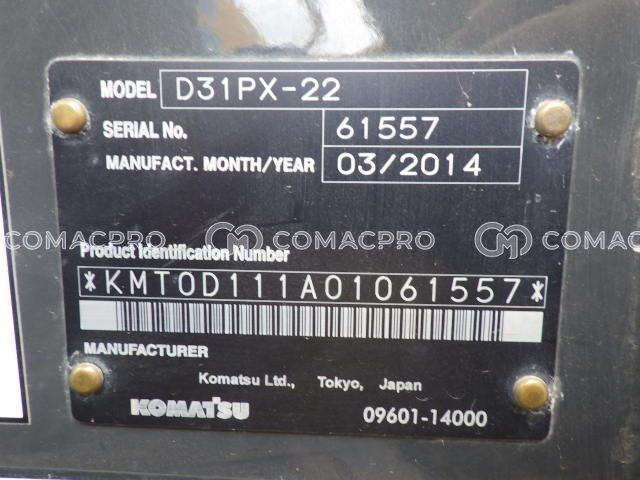 MODEL D31PX-22
SERIAL No. 61557
MANUFACT. MONTH/YEAR 03/2014
COMACPRO COMACPRO COMACPRO
Product Identification Number
*KMT0D111A01061557*
MANUFACTURER
Komatsu Ltd., Tokyo, Japan
KOMATSU 09601-14000